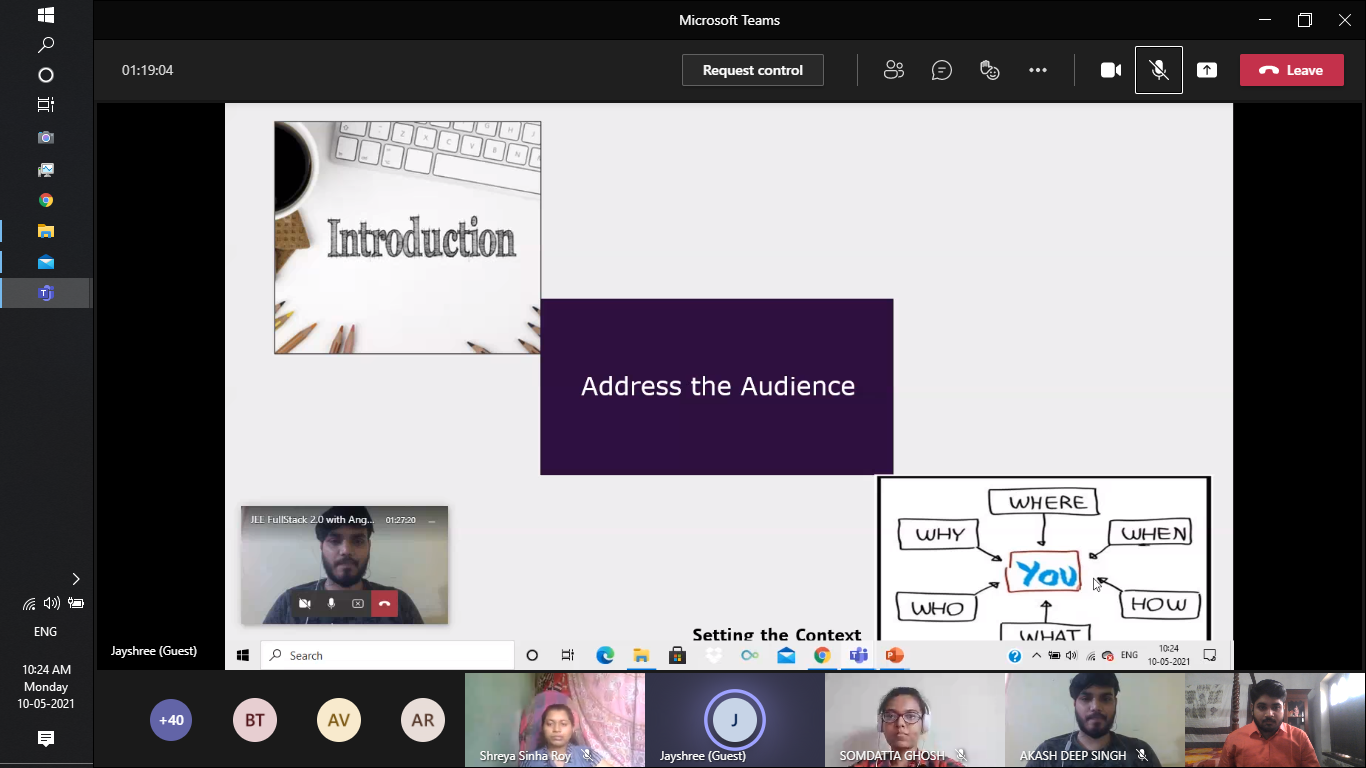 Microsoft Teams
01:19:04
Request control
Leave
Introduction
Address the Audience
JEE FullStack 2.0 with Ang...
01:27:20
WHERE
WHY
WHEN
YOU
WHO
HOW
WHAT
Setting the Context
Jayshree (Guest)
Search
ENG
10:24
10-05-2021
ENG
10:24 AM
Monday
10-05-2021
+40
BT
AV
AR
J
Shreya Sinha Roy
Jayshree (Guest)
SOMDATTA GHOSH
AKASH DEEP SINGH